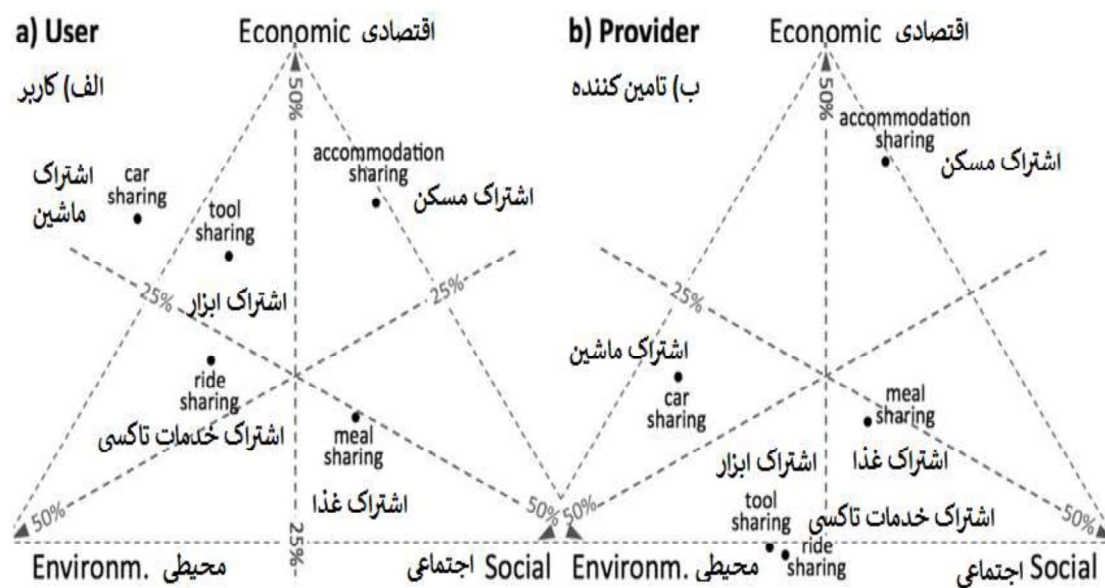 a) User
Economic اقتصادی
الف) کاربر
50%
car
sharing
اشتراک
ماشین
accommodation
sharing
اشتراک مسکن
tool
sharing
اشتراک ابزار
25%
25%
ride
sharing
اشتراک خدمات تاکسی
meal
sharing
اشتراک غذا
50%
50%
25%
Environm. محیطی
اجتماعی Social
b) Provider
Economic اقتصادی
ب) تامین کننده
50%
accommodation
sharing
اشتراک مسکن
25%
25%
اشتراک ماشین
car
sharing
meal
sharing
اشتراک غذا
اشتراک ابزار
tool
sharing
اشتراک خدمات تاکسی
ride
sharing
50%
50%
Environm. محیطی
اجتماعی Social